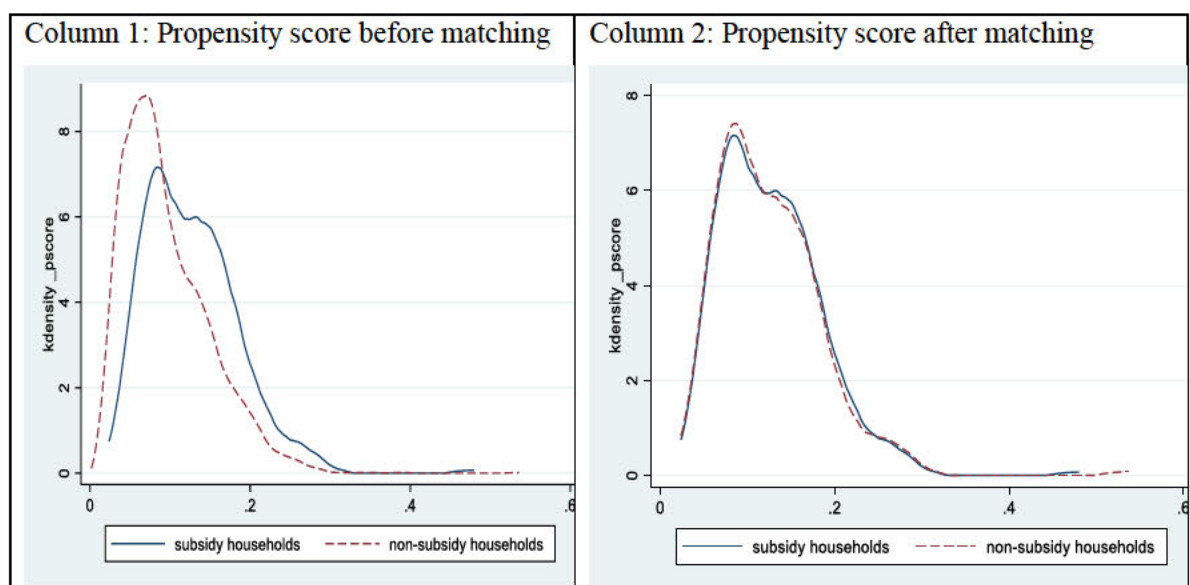 Column 1: Propensity score before matching
kdensity _pscore
8
6
4
2
0
0 .2 .4 .6
subsidy households non-subsidy households
Column 2: Propensity score after matching
kdensity _pscore
8
6
4
2
0
0 .2 .4 .6
subsidy households non-subsidy households